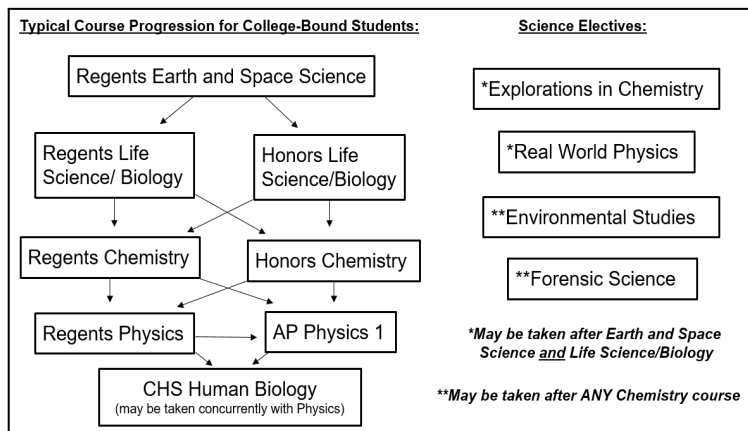 Typical Course Progression for College-Bound Students:
Regents Earth and Space Science
Regents Life
Science/ Biology
Honors Life
Science/Biology
Regents Chemistry
Honors Chemistry
Regents Physics
AP Physics 1
CHS Human Biology
(may be taken concurrently with Physics)
Science Electives:
*Explorations in Chemistry
*Real World Physics
**Environmental Studies
**Forensic Science
*May be taken after Earth and Space
Science and Life Science/Biology
**May be taken after ANY Chemistry course